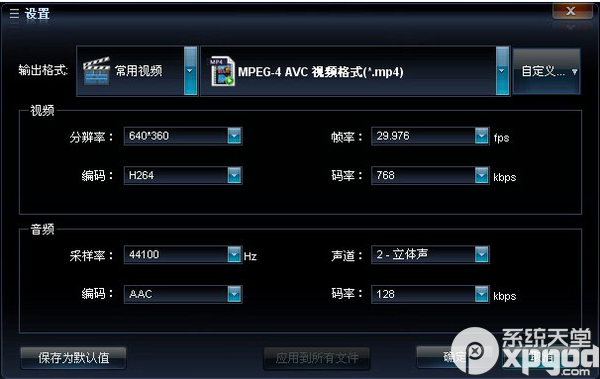 设置
输出格式: 常用视频 MP4 MPEG-4 AVC 视频格式(*.mp4) 自定义...
视频
分辨率: 640*360 帧率: 29.976 fps
编码: H264 码率: 768 kbps
音频
采样率: 44100 Hz 声道: 2 - 立体声
编码: AAC 码率: 128 kbps
保存为默认值 应用到所有文件 确定
系统天堂
xpgod